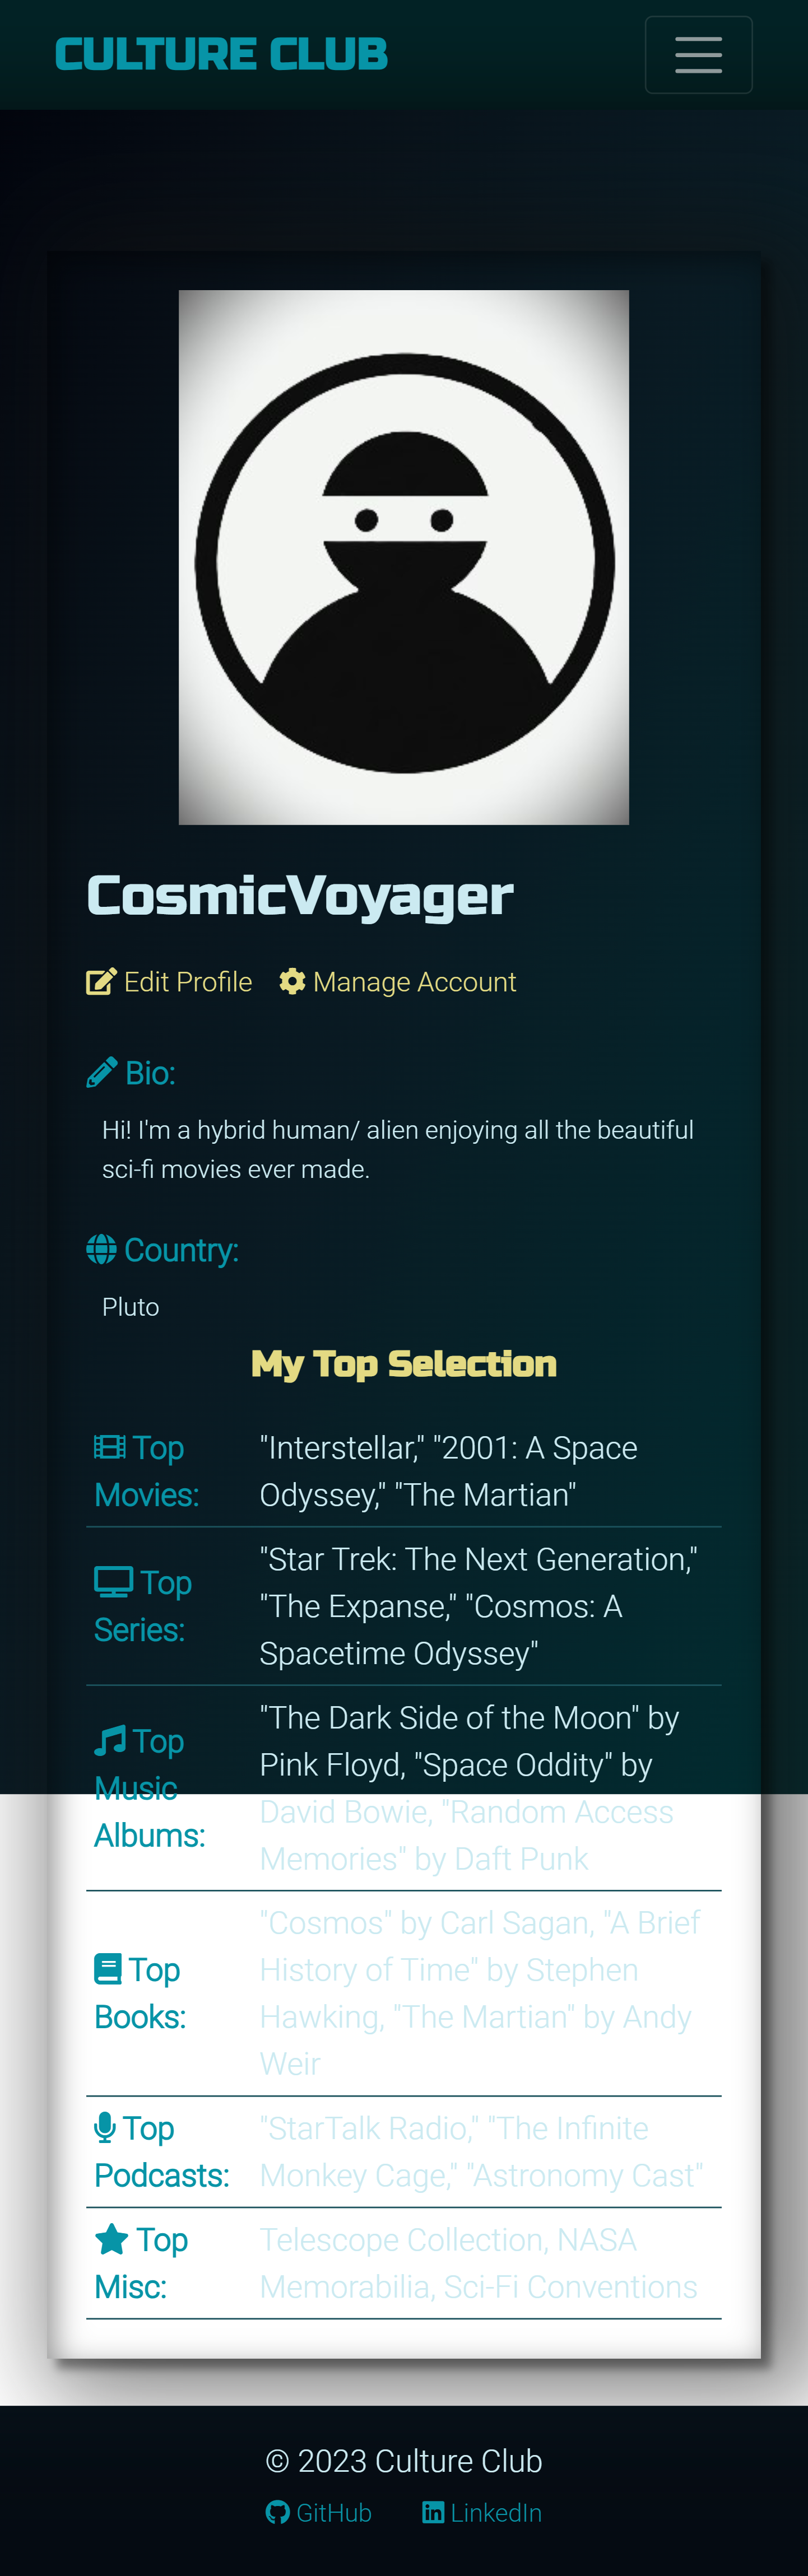 CULTURE CLUB
CosmicVoyager
Edit Profile Manage Account
Bio:
Hi! I'm a hybrid human/ alien enjoying all the beautiful
sci-fi movies ever made.
Country:
Pluto
My Top Selection
Top
Movies:
"Interstellar," "2001: A Space
Odyssey," "The Martian"
Top
Series:
"Star Trek: The Next Generation,"
"The Expanse," "Cosmos: A
Spacetime Odyssey"
Top
Music
Albums:
"The Dark Side of the Moon" by
Pink Floyd, "Space Oddity" by
David Bowie, "Random Access
Memories" by Daft Punk
Top
Books:
"Cosmos" by Carl Sagan, "A Brief
History of Time" by Stephen
Hawking, "The Martian" by Andy
Weir
Top
Podcasts:
"StarTalk Radio," "The Infinite
Monkey Cage," "Astronomy Cast"
Top
Misc:
Telescope Collection, NASA
Memorabilia, Sci-Fi Conventions
© 2023 Culture Club
GitHub LinkedIn